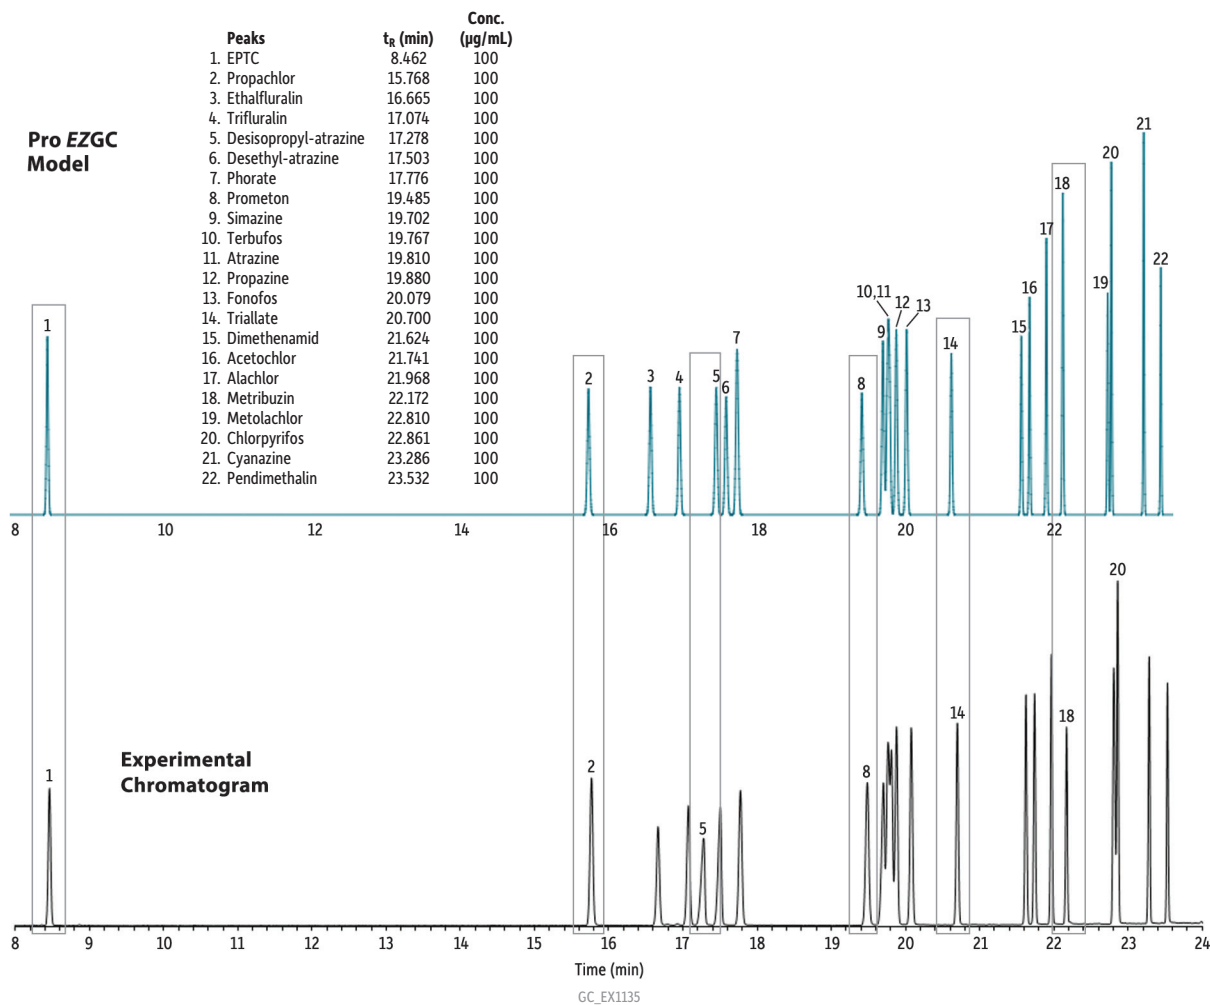 Peaks tR (min) Conc. (µg/mL)
1. EPTC 8.462 100
2. Propachlor 15.768 100
3. Ethalfluralin 16.665 100
4. Trifluralin 17.074 100
5. Desisopropyl-atrazine 17.278 100
6. Desethyl-atrazine 17.503 100
7. Phorate 17.776 100
8. Prometon 19.485 100
9. Simazine 19.702 100
10. Terbufos 19.767 100
11. Atrazine 19.810 100
12. Propazine 19.880 100
13. Fonofos 20.079 100
14. Triallate 20.700 100
15. Dimethenamid 21.624 100
16. Acetochlor 21.741 100
17. Alachlor 21.968 100
18. Metribuzin 22.172 100
19. Metolachlor 22.810 100
20. Chlorpyrifos 22.861 100
21. Cyanazine 23.286 100
22. Pendimethalin 23.532 100
Pro EZGC
Model
1 2 3 4 5 6 7 8 9 10,11 12 13 14 15 16 17 18 19 20 21 22
8 10 12 14 16 18 20 22
Experimental
Chromatogram
1 2 5 8 14 18 20
8 9 10 11 12 13 14 15 16 17 18 19 20 21 22 23 24
Time (min)
GC_EX1135